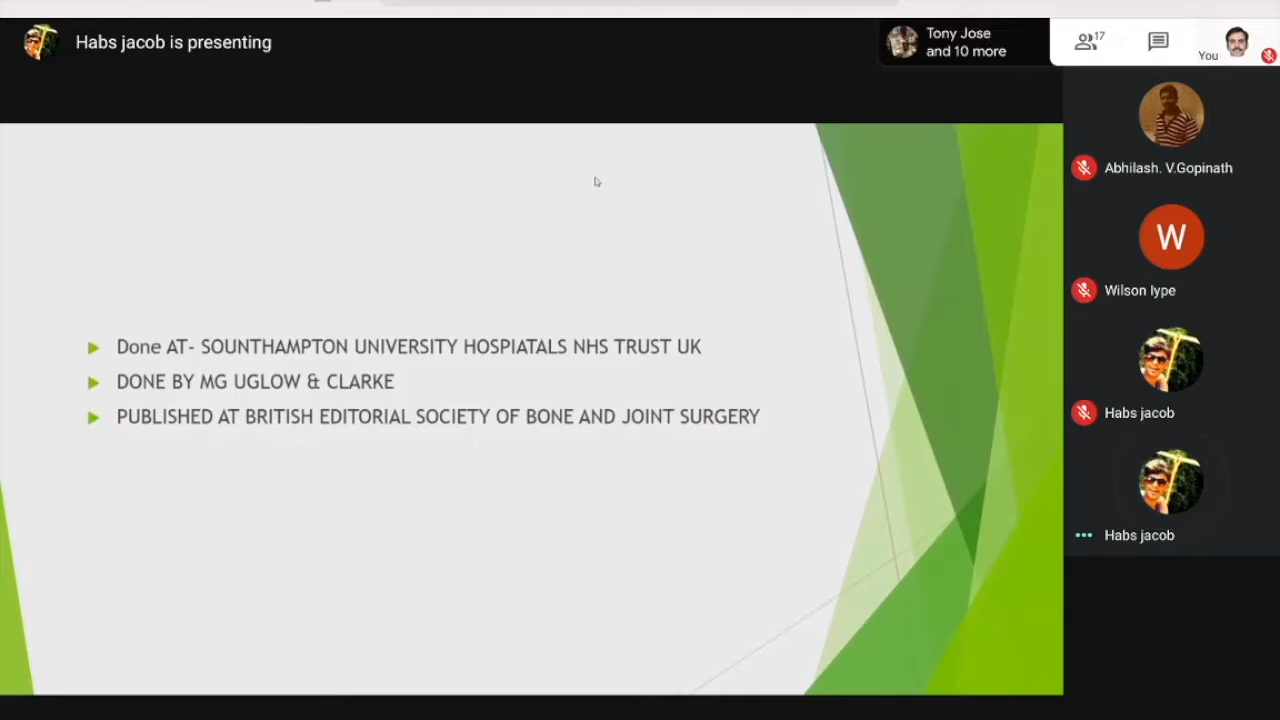 Habs jacob is presenting
Tony Jose
and 10 more
17
You
Abhilash. V.Gopinath
W
Wilson Iype
Habs jacob
Habs jacob
Done AT- SOUNTHAMPTON UNIVERSITY HOSPIATALS NHS TRUST UK
DONE BY MG UGLOW & CLARKE
PUBLISHED AT BRITISH EDITORIAL SOCIETY OF BONE AND JOINT SURGERY